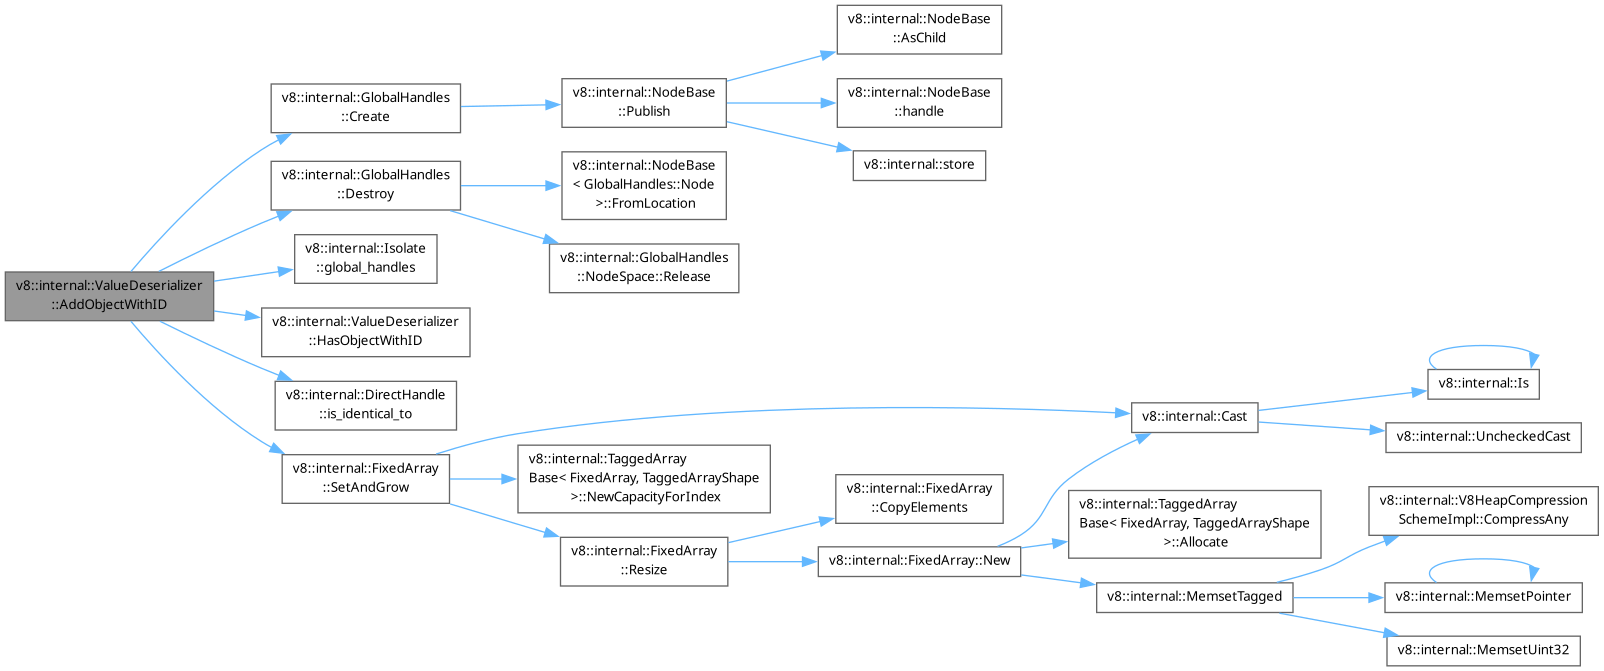 v8::internal::ValueDeserializer
::AddObjectWithID
v8::internal::GlobalHandles
::Create
v8::internal::NodeBase
::Publish
v8::internal::NodeBase
::AsChild
v8::internal::NodeBase
::handle
v8::internal::store
v8::internal::GlobalHandles
::Destroy
v8::internal::NodeBase
< GlobalHandles::Node
>::FromLocation
v8::internal::GlobalHandles
::NodeSpace::Release
v8::internal::Isolate
::global_handles
v8::internal::ValueDeserializer
::HasObjectWithID
v8::internal::DirectHandle
::is_identical_to
v8::internal::FixedArray
::SetAndGrow
v8::internal::Cast
v8::internal::Is
v8::internal::UncheckedCast
v8::internal::TaggedArray
Base< FixedArray, TaggedArrayShape
>::NewCapacityForIndex
v8::internal::FixedArray
::Resize
v8::internal::FixedArray
::CopyElements
v8::internal::FixedArray::New
v8::internal::TaggedArray
Base< FixedArray, TaggedArrayShape
>::Allocate
v8::internal::MemsetTagged
v8::internal::V8HeapCompression
SchemeImpl::CompressAny
v8::internal::MemsetPointer
v8::internal::MemsetUint32